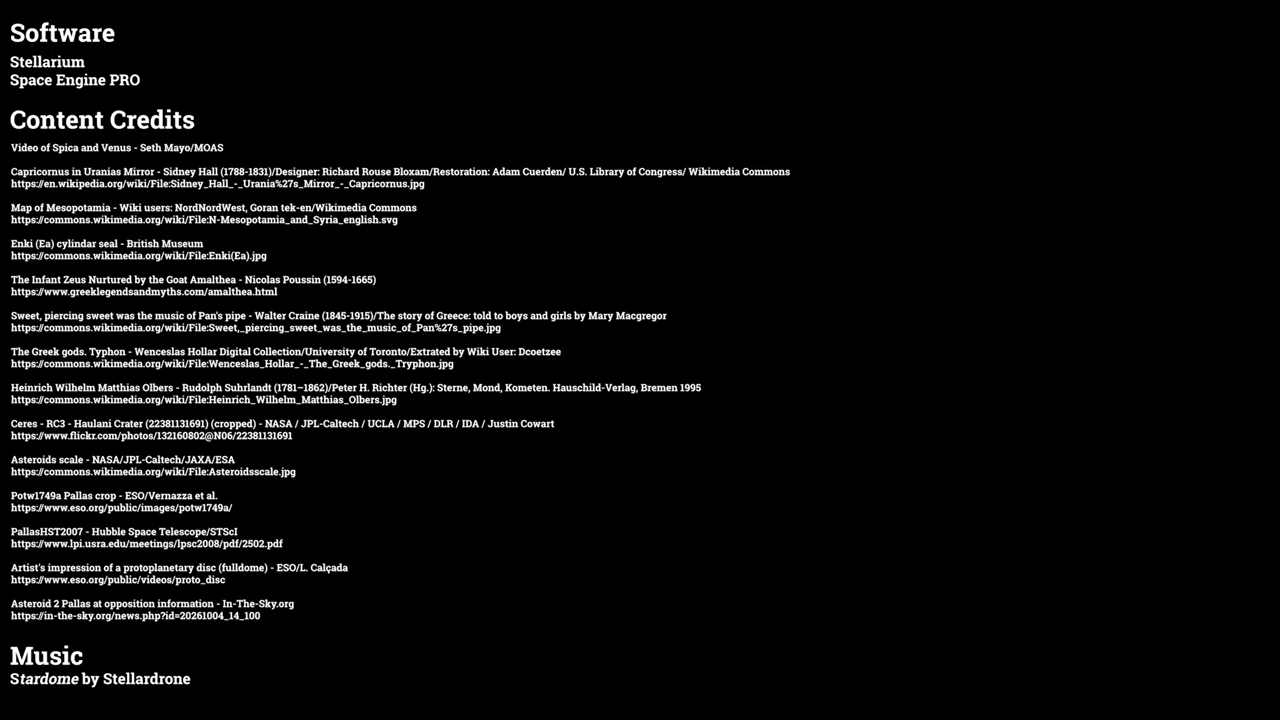 Software
Stellarium
Space Engine PRO
Content Credits
Video of Spica and Venus - Seth Mayo/MOAS
Capricornus in Uranias Mirror - Sidney Hall (1788-1831)/Designer: Richard Rouse Bloxam/Restoration: Adam Cuerden/ U.S. Library of Congress/ Wikimedia Commons
https://en.wikipedia.org/wiki/File:Sidney_Hall_-_Urania%27s_Mirror_-_Capricornus.jpg
Map of Mesopotamia - Wiki users: NordNordWest, Goran tek-en/Wikimedia Commons
https://commons.wikimedia.org/wiki/File:N-Mesopotamia_and_Syria_english.svg
Enki (Ea) cylindar seal - British Museum
https://commons.wikimedia.org/wiki/File:Enki(Ea).jpg
The Infant Zeus Nurtured by the Goat Amalthea - Nicolas Poussin (1594-1665)
https://www.greeklegendsandmyths.com/amalthea.html
Sweet, piercing sweet was the music of Pan's pipe - Walter Craine (1845-1915)/The story of Greece: told to boys and girls by Mary Macgregor
https://commons.wikimedia.org/wiki/File:Sweet,_piercing_sweet_was_the_music_of_Pan%27s_pipe.jpg
The Greek gods. Typhon - Wenceslas Hollar Digital Collection/University of Toronto/Extrated by Wiki User: Dcoetzee
https://commons.wikimedia.org/wiki/File:Wenceslas_Hollar_-_The_Greek_gods._Tryphon.jpg
Heinrich Wilhelm Matthias Olbers - Rudolph Suhrlandt (1781–1862)/Peter H. Richter (Hg.): Sterne, Mond, Kometen. Hauschild-Verlag, Bremen 1995
https://commons.wikimedia.org/wiki/File:Heinrich_Wilhelm_Matthias_Olbers.jpg
Ceres - RC3 - Haulani Crater (22381131691) (cropped) - NASA / JPL-Caltech / UCLA / MPS / DLR / IDA / Justin Cowart
https://www.flickr.com/photos/132160802@N06/22381131691
Asteroids scale - NASA/JPL-Caltech/JAXA/ESA
https://commons.wikimedia.org/wiki/File:Asteroidsscale.jpg
Potw1749a Pallas crop - ESO/Vernazza et al.
https://www.eso.org/public/images/potw1749a/
PallasHST2007 - Hubble Space Telescope/STScI
https://www.lpi.usra.edu/meetings/lpsc2008/pdf/2502.pdf
Artist's impression of a protoplanetary disc (fulldome) - ESO/L. Calçada
https://www.eso.org/public/videos/proto_disc
Asteroid 2 Pallas at opposition information - In-The-Sky.org
https://in-the-sky.org/news.php?id=20261004_14_100
Music
Stardome by Stellardrone